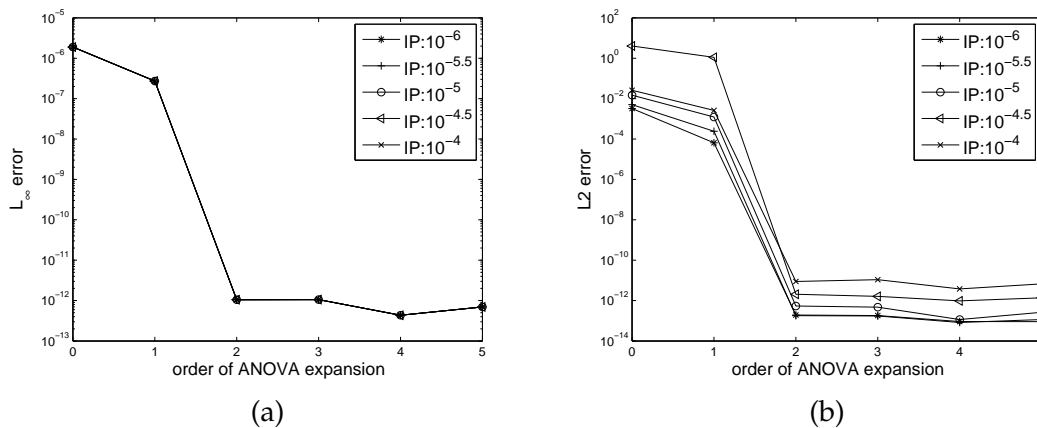 10^−5
10^−6
10^−7
10^−8
10^−9
10^−10
10^−11
10^−12
10^−13
0 1 2 3 4 5
L∞ error
order of ANOVA expansion
IP:10^−6
IP:10^−5.5
IP:10^−5
IP:10^−4.5
IP:10^−4
(a)
10^2
10^0
10^−2
10^−4
10^−6
10^−8
10^−10
10^−12
10^−14
0 1 2 3 4
L2 error
order of ANOVA expansion
IP:10^−6
IP:10^−5.5
IP:10^−5
IP:10^−4.5
IP:10^−4
(b)